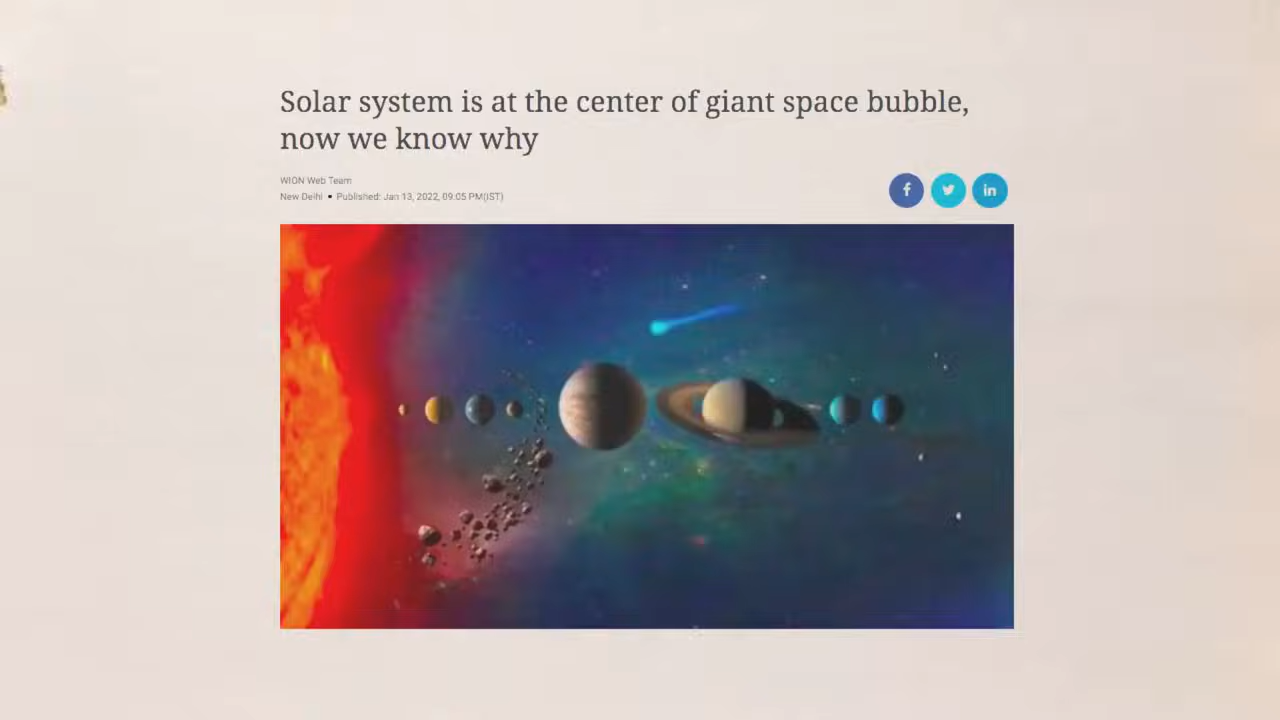 Solar system is at the center of giant space bubble,
now we know why
WION Web Team
New Delhi • Published: Jan 13, 2022, 09:05 PM(IST)
f
in